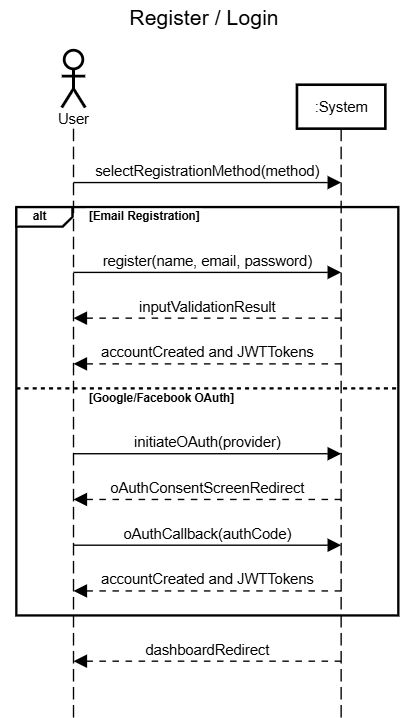 Register / Login
User
:System
selectRegistrationMethod(method)
alt
[Email Registration]
register(name, email, password)
inputValidationResult
accountCreated and JWTTokens
[Google/Facebook OAuth]
initiateOAuth(provider)
oAuthConsentScreenRedirect
oAuthCallback(authCode)
accountCreated and JWTTokens
dashboardRedirect